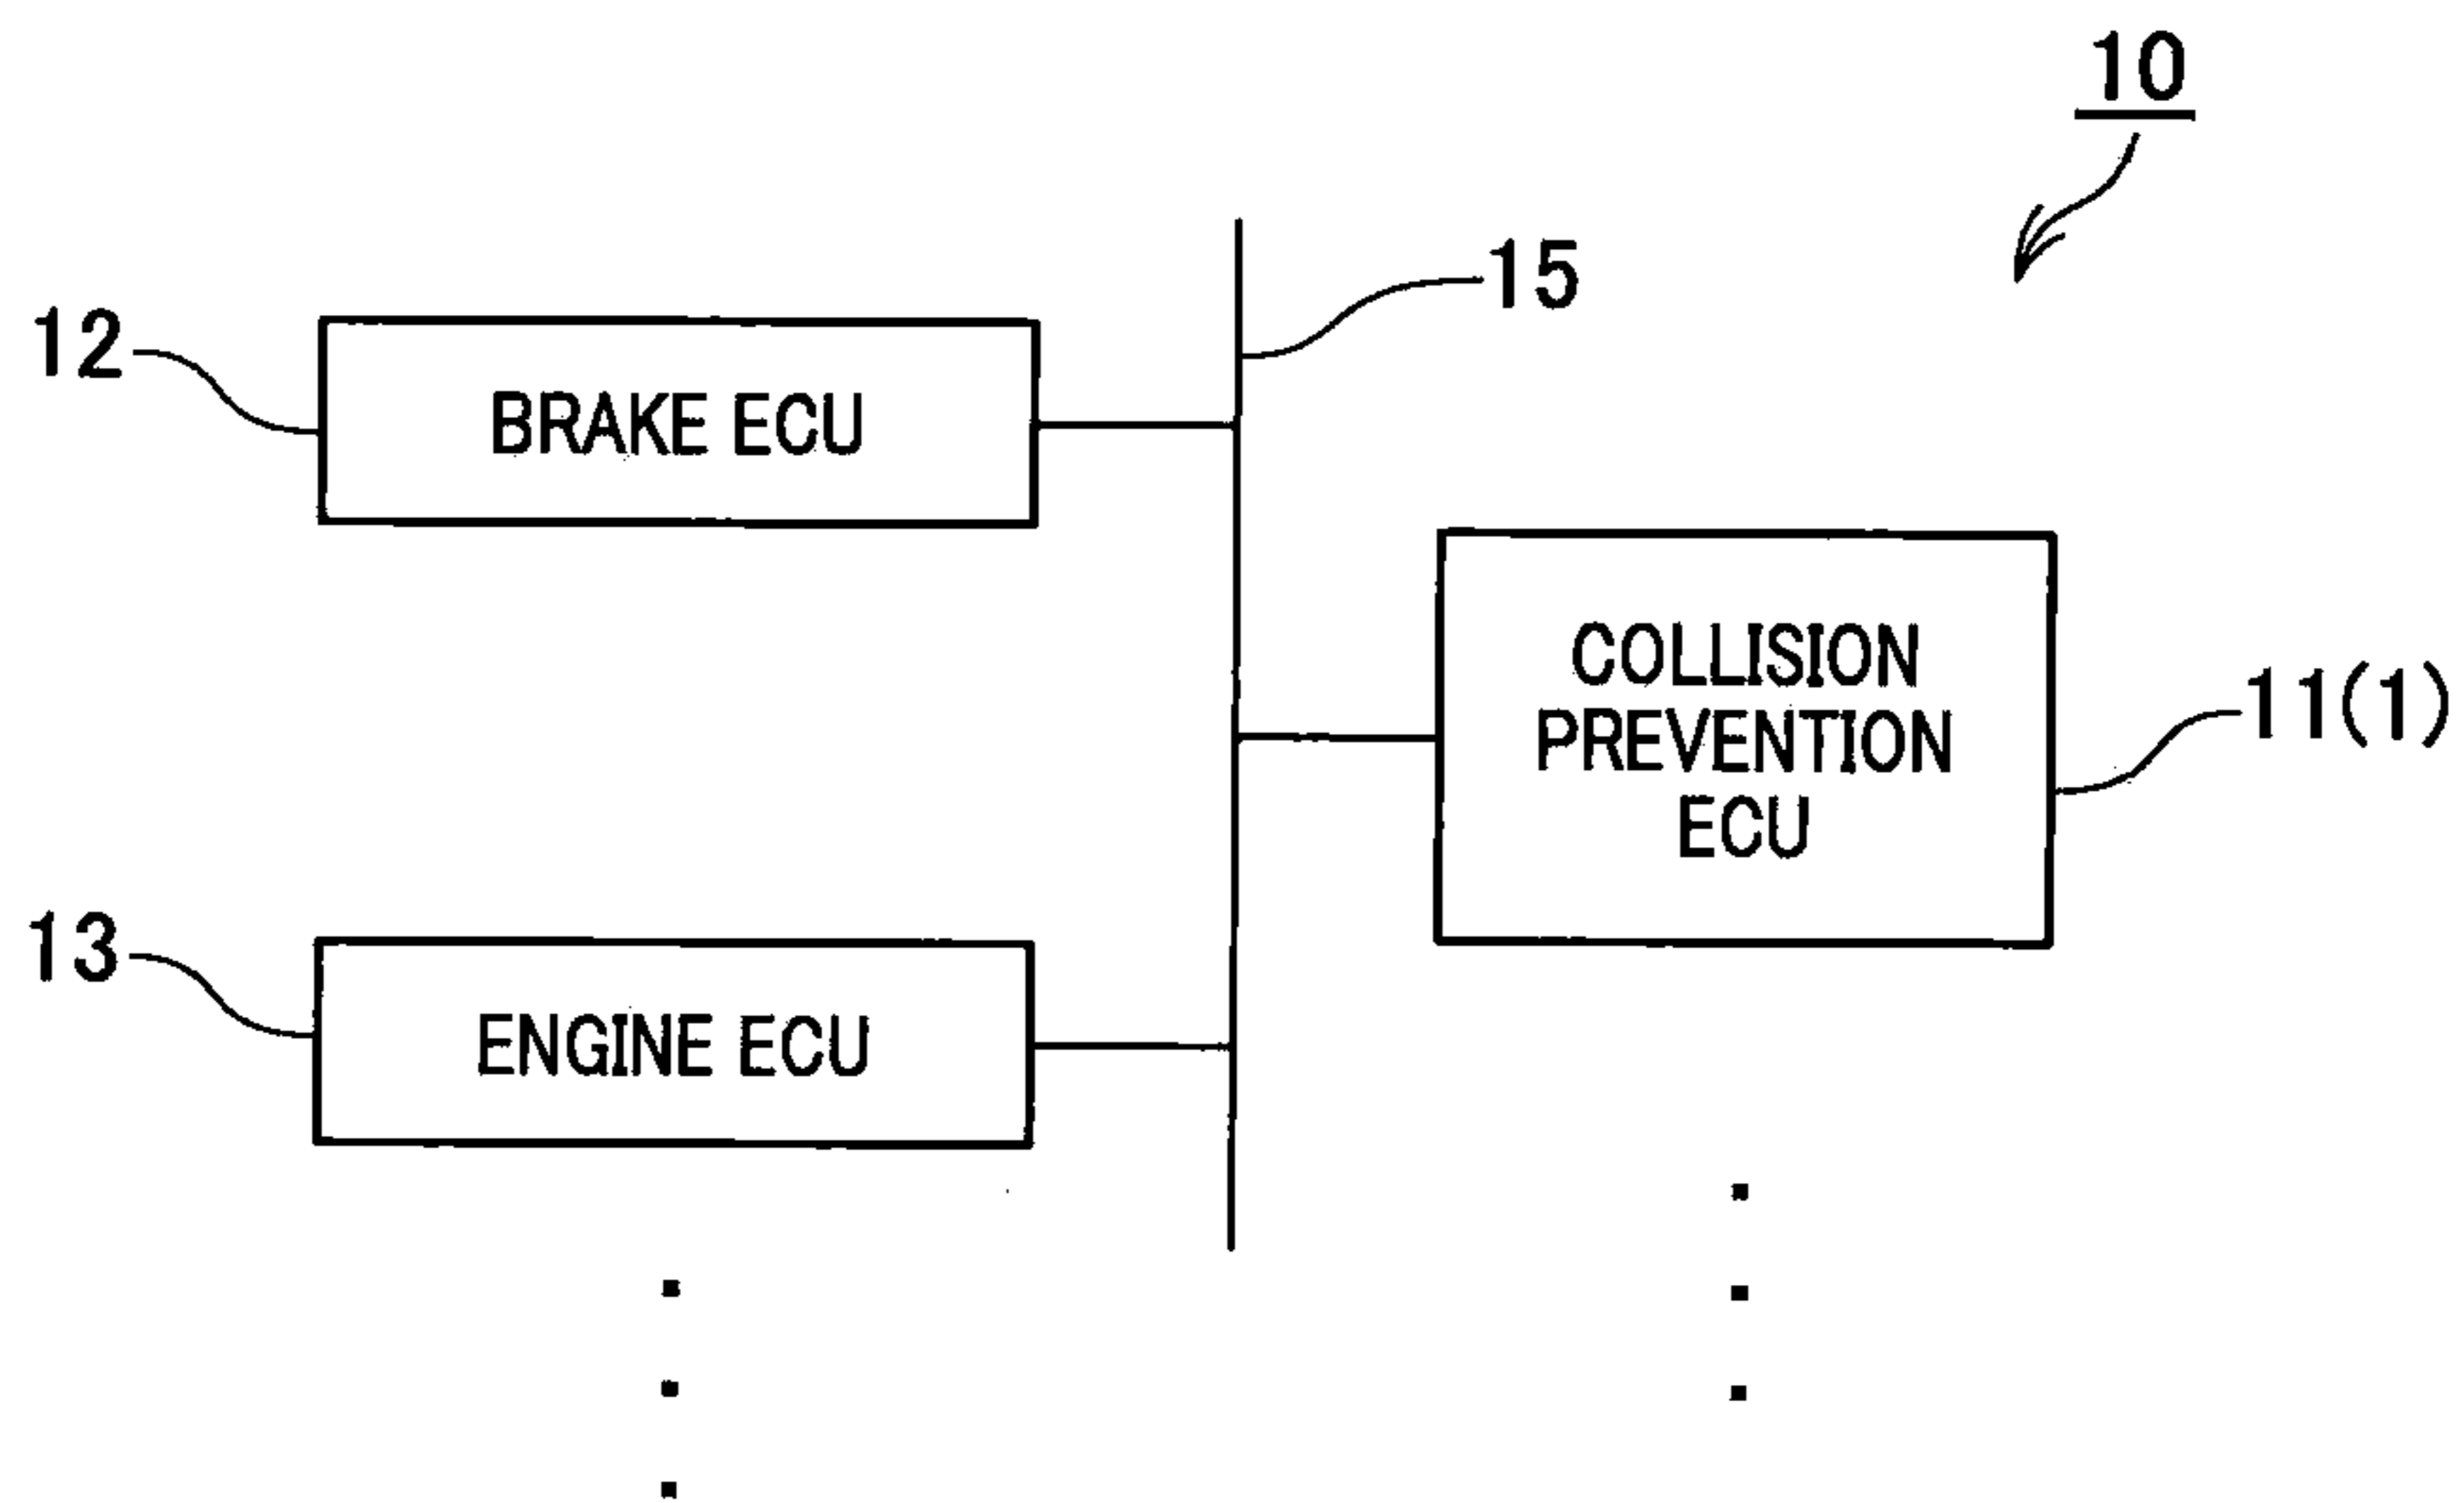 10
15
12
BRAKE ECU
COLLISION
PREVENTION
ECU
11(1)
13
ENGINE ECU